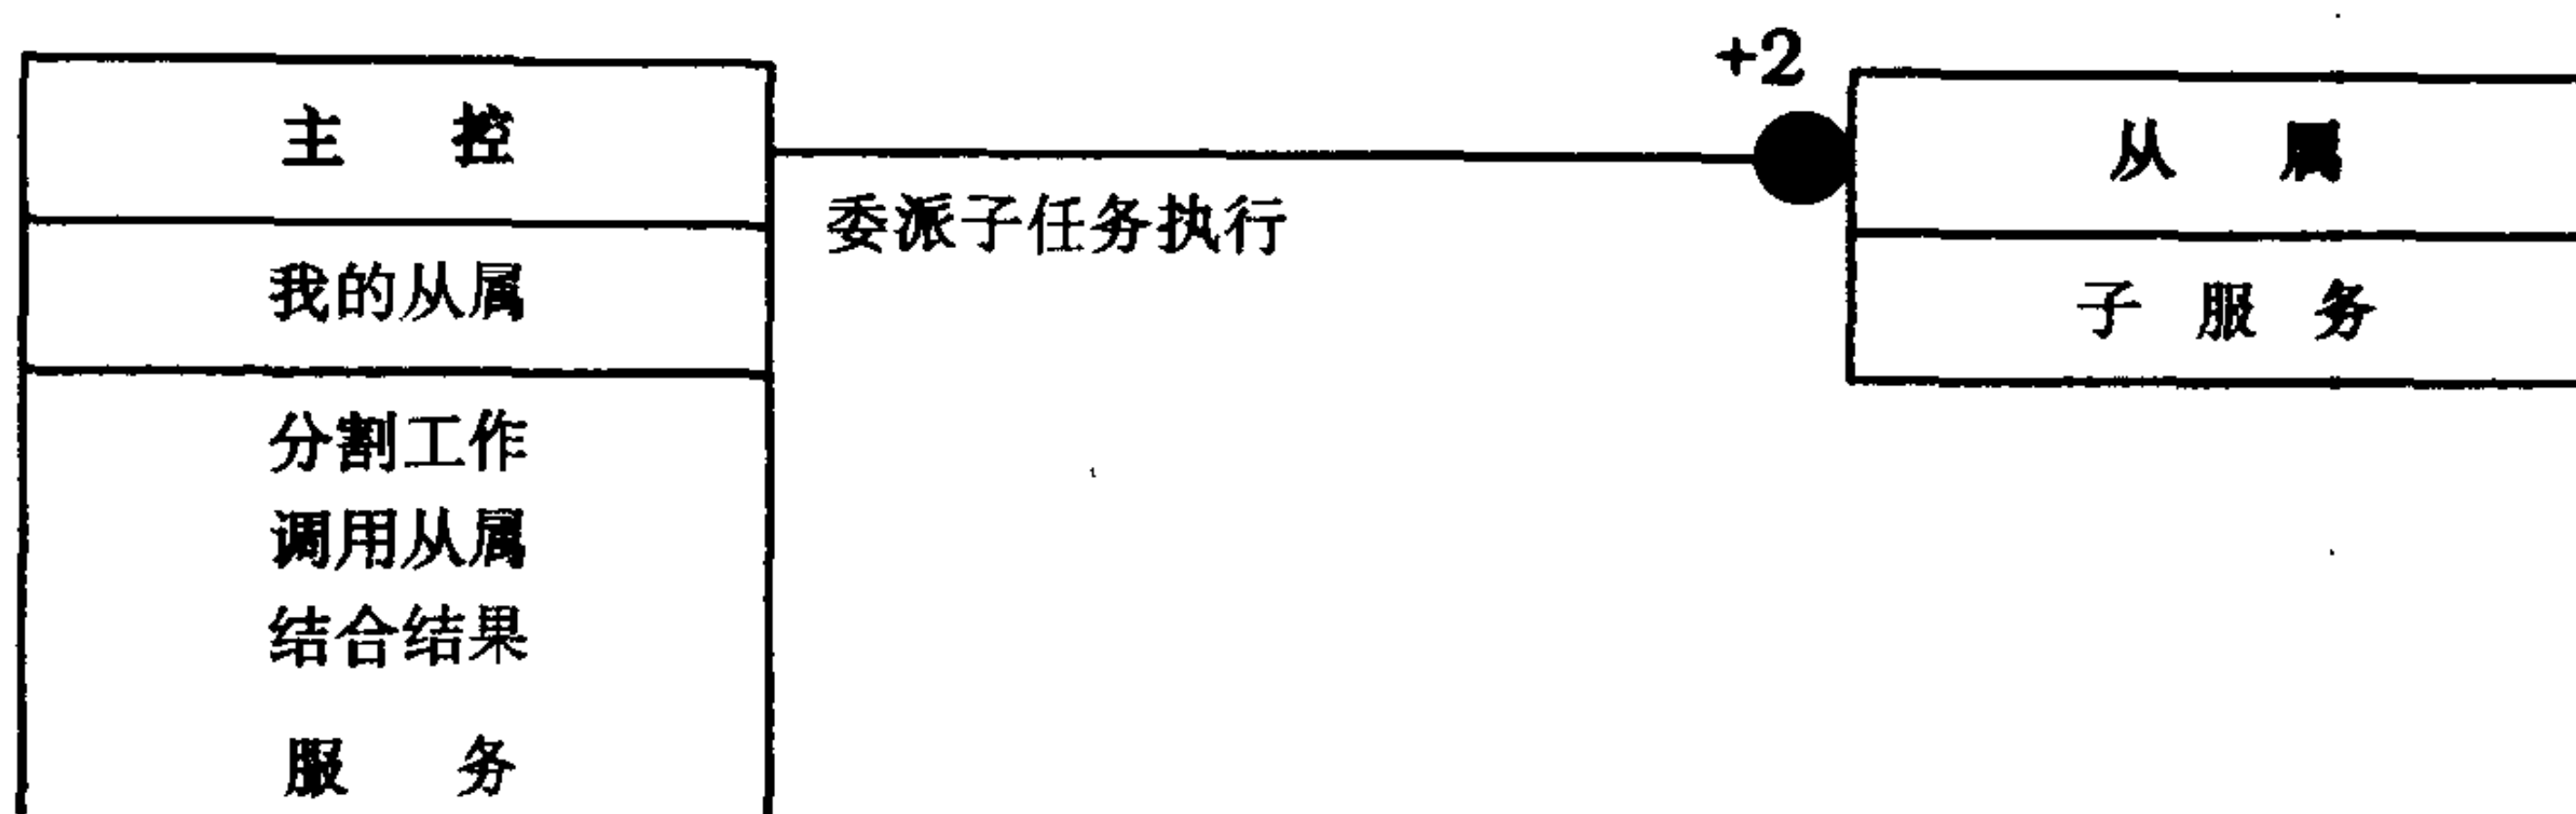 主 控
我的从属
分割工作
调用从属
结合结果
服 务
委派子任务执行
+2
从 属
子 服 务